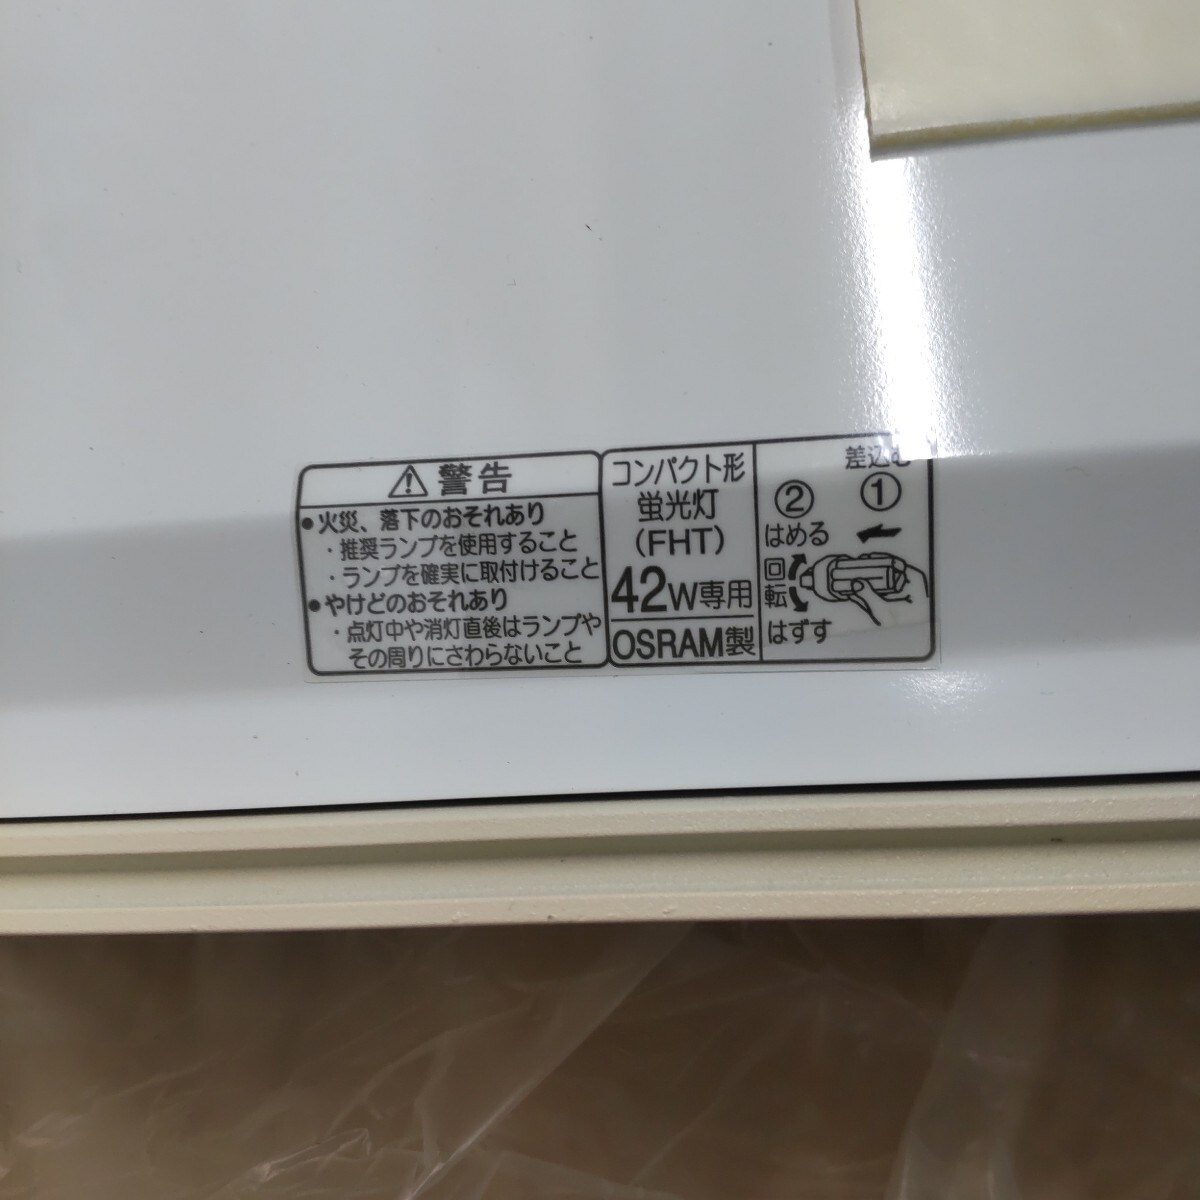 警告
●火災、落下のおそれあり
・推奨ランプを使用すること
・ランプを確実に取付けること
●やけどのおそれあり
・点灯中や消灯直後はランプや
その周りにさわらないこと
コンパクト形
蛍光灯
(FHT)
42W専用
OSRAM製
差込む
①
②
はめる
回転
はずす